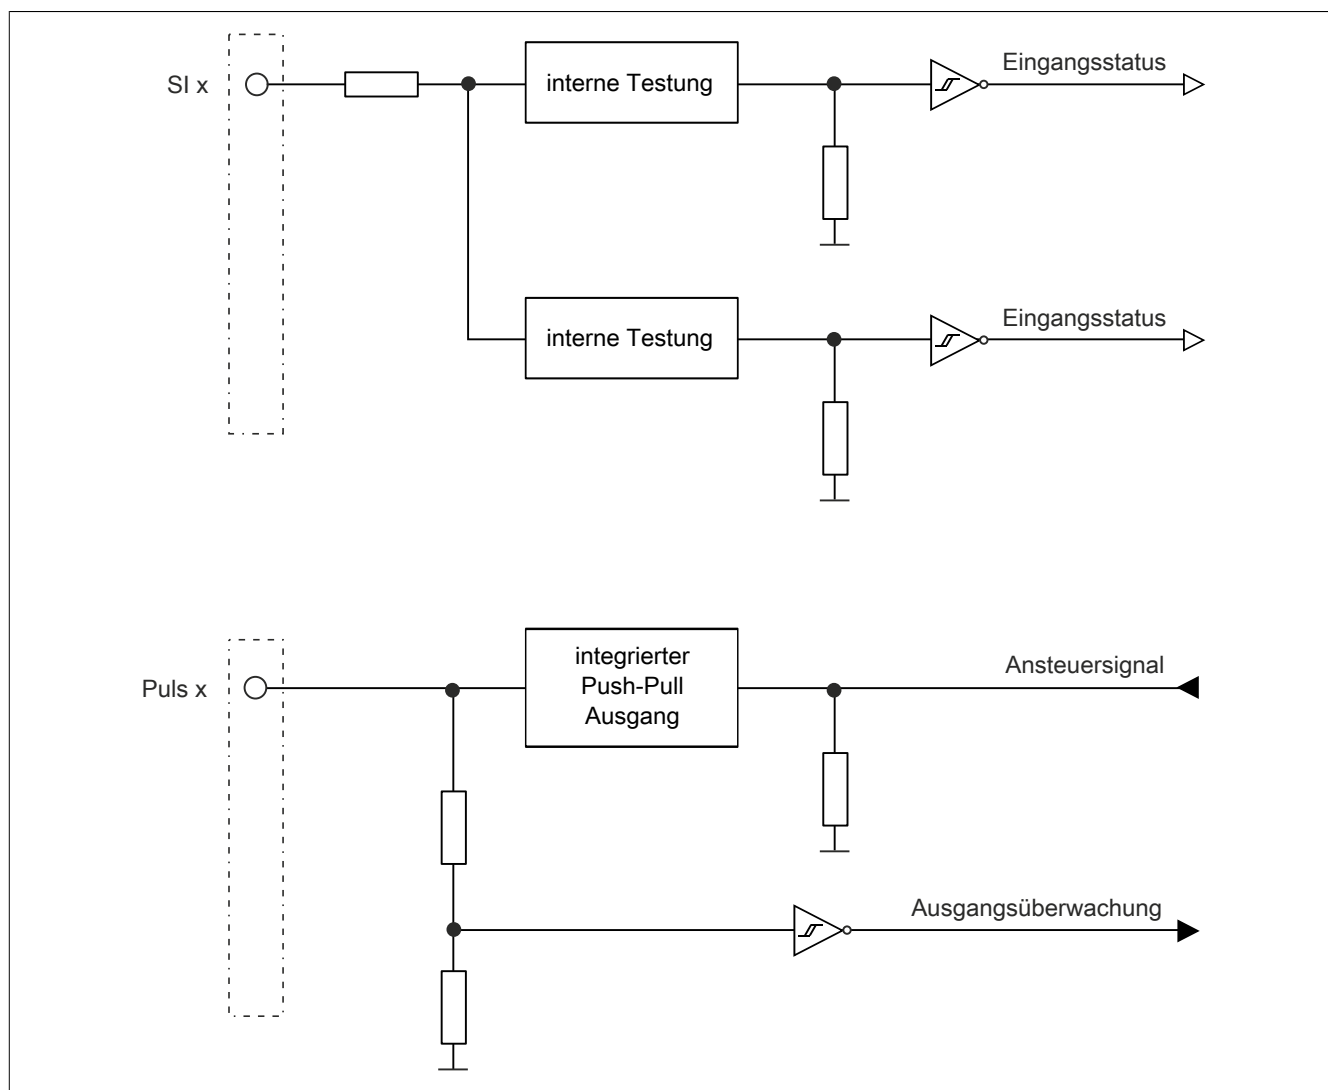 SI x
interne Testung
Eingangsstatus
interne Testung
Eingangsstatus
Puls x
integrierter
Push-Pull
Ausgang
Ansteuersignal
Ausgangsüberwachung